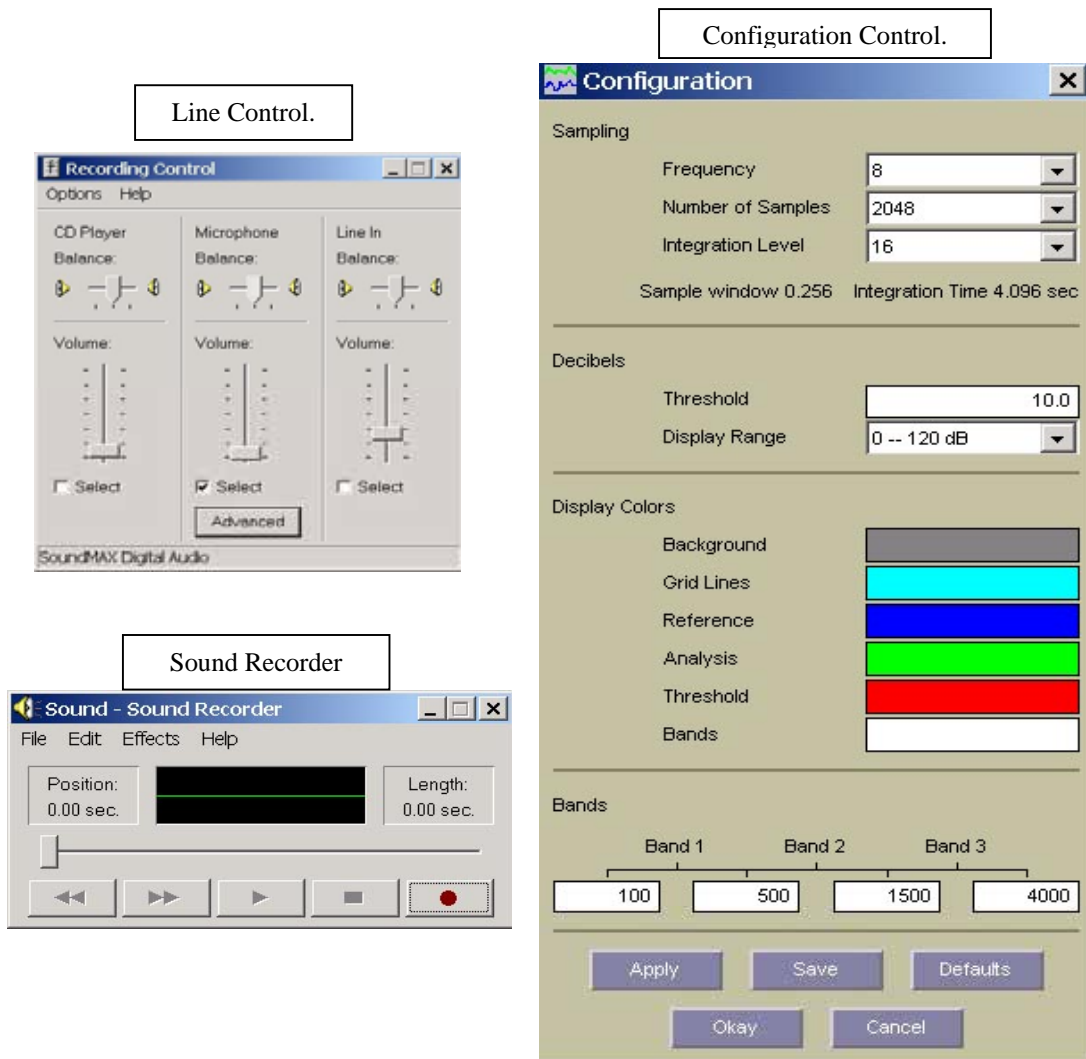 Line Control.
Recording Control
Options Help
CD Player Microphone Line In
Balance: Balance: Balance:
Volume: Volume: Volume:
Select Select Select
Advanced
SoundMAX Digital Audio
Sound Recorder
Sound - Sound Recorder
File Edit Effects Help
Position: Length:
0.00 sec. 0.00 sec.
Configuration Control.
Configuration
Sampling
Frequency 8
Number of Samples 2048
Integration Level 16
Sample window 0.256 Integration Time 4.096 sec
Decibels
Threshold 10.0
Display Range 0 -- 120 dB
Display Colors
Background
Grid Lines
Reference
Analysis
Threshold
Bands
Bands
Band 1 Band 2 Band 3
100 500 1500 4000
Apply Save Defaults
Okay Cancel